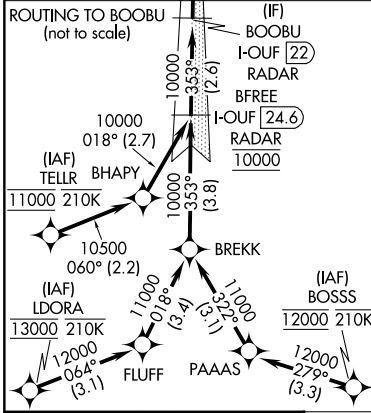 ROUTING TO BOOBU
(not to scale)
(IF)
BOOBU
I-OUF 22
RADAR
10000
353°
(2.6)
BFREE
I-OUF 24.6
RADAR
10000
10000
018° (2.7)
(IAF)
TELLR
11000 210K
BHAPY
10500
060° (2.2)
10000
353°
(3.8)
BREKK
(IAF)
LDORA
13000 210K
11000
018°
(3.4)
11000
322°
(3.1)
(IAF)
BOSSS
12000 210K
12000
064°
(3.1)
FLUFF
PAAAS
12000
279°
(3.3)